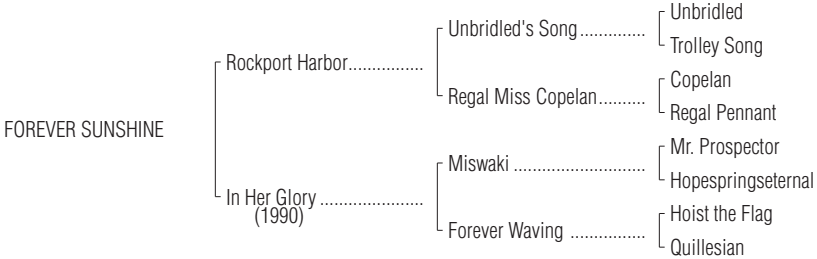 Unbridled
Unbridled's Song..............
Trolley Song
Rockport Harbor................
Copelan
Regal Miss Copelan..........
Regal Pennant
FOREVER SUNSHINE
Mr. Prospector
Miswaki ............................
Hopespringseternal
In Her Glory ......................
(1990)
Hoist the Flag
Forever Waving ................
Quillesian